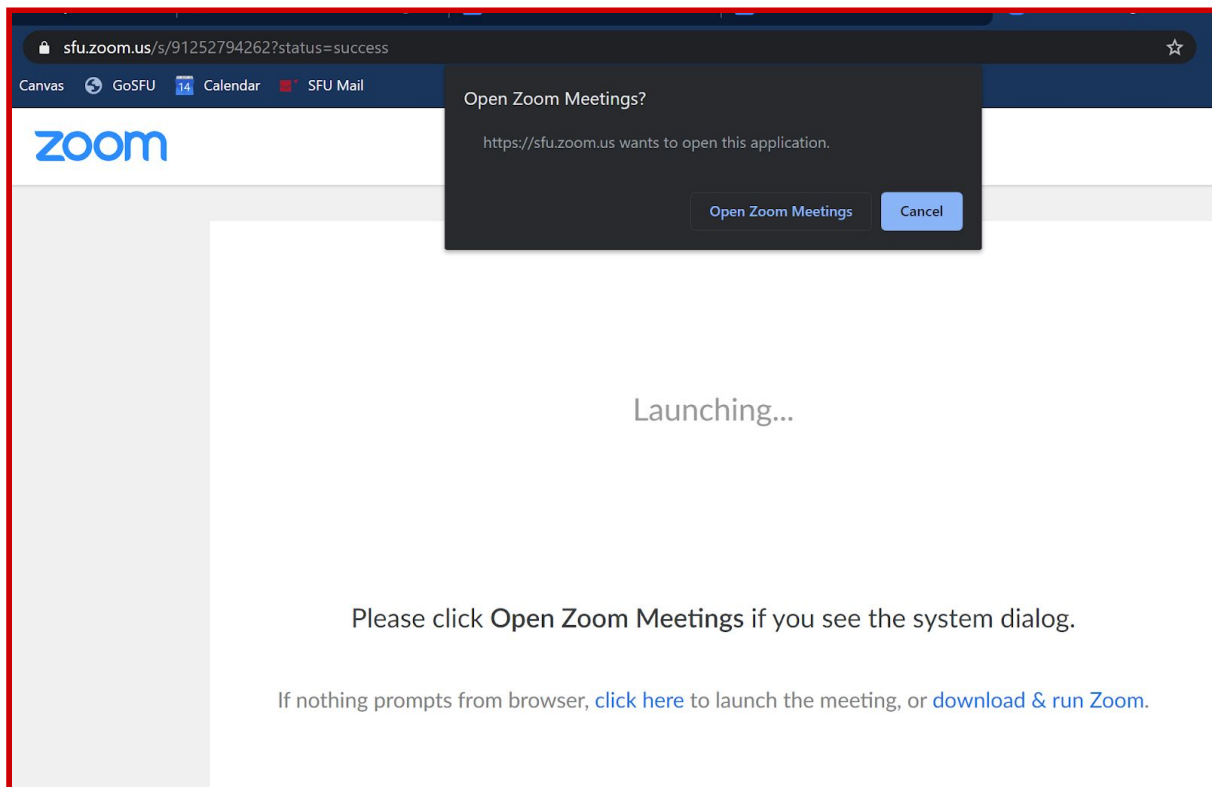 sfu.zoom.us/s/91252794262?status=success
Canvas GoSFU 14 Calendar SFU Mail
Open Zoom Meetings?
https://sfu.zoom.us wants to open this application.
Open Zoom Meetings Cancel
zoom
Launching...
Please click Open Zoom Meetings if you see the system dialog.
If nothing prompts from browser, click here to launch the meeting, or download & run Zoom.